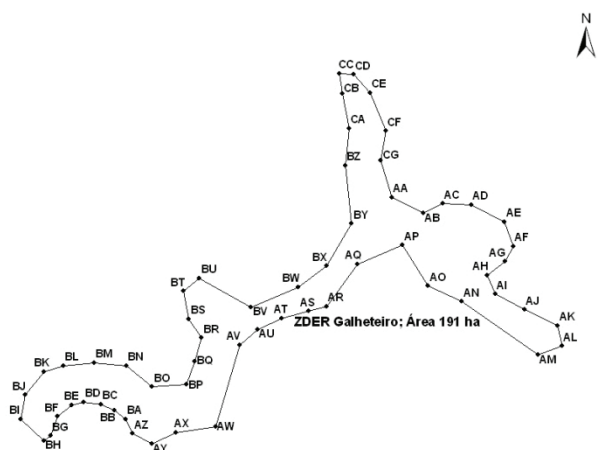 N
CC CD
CB CE
CA CF
BZ CG
AA
AB AC AD
BY AE
AP AF
BX AQ AG
BU AH
BT BW AO AI
BV AT AS AR AN AJ
BS AU AK
ZDER Galheteiro; Área 191 ha
BR AV AL
BQ AM
BK BL BM BN
BO BP
BJ
BI BF BE BD BC
BG BB BA
BH AZ AX AW
AY